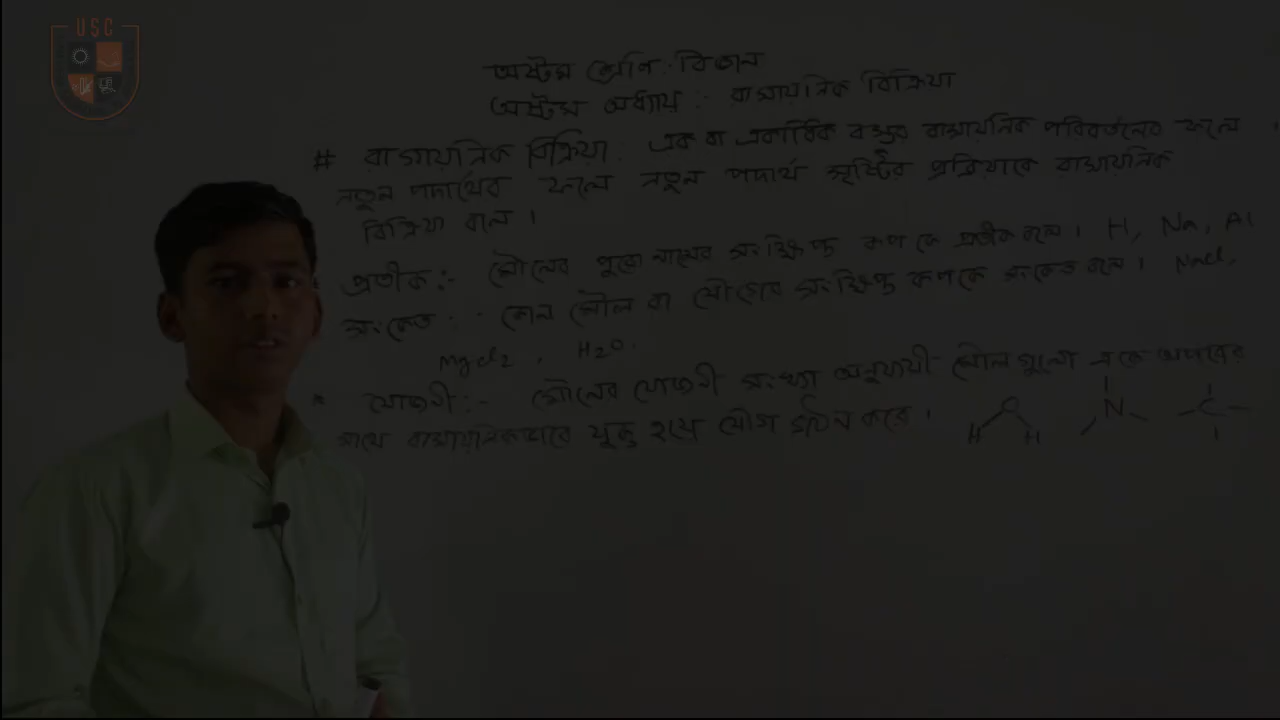 USC
অষ্টম শ্রেণি : বিজ্ঞান
অষ্টম অধ্যায় :- রাসায়নিক বিক্রিয়া
# রাসায়নিক বিক্রিয়া : এক বা একাধিক বস্তুর রাসায়নিক পরিবর্তনের ফলে
নতুন পদার্থের ফলে নতুন পদার্থ সৃষ্টির প্রক্রিয়াকে রাসায়নিক
বিক্রিয়া বলে ।
প্রতীক :- মৌলের পুরো নামের সংক্ষিপ্ত রূপ কে প্রতীক বলে । H, Na, Al
সংকেত :- কোন মৌল বা যৌগের সংক্ষিপ্ত রূপকে সংকেত বলে । NaCl,
MgCl2 , H2O.
* যোজনী :- মৌলের যোজনী সংখ্যা অনুযায়ী মৌল গুলো একে অপরের
সাথে রাসায়নিকভাবে যুক্ত হয়ে যৌগ গঠন করে । H O H N C